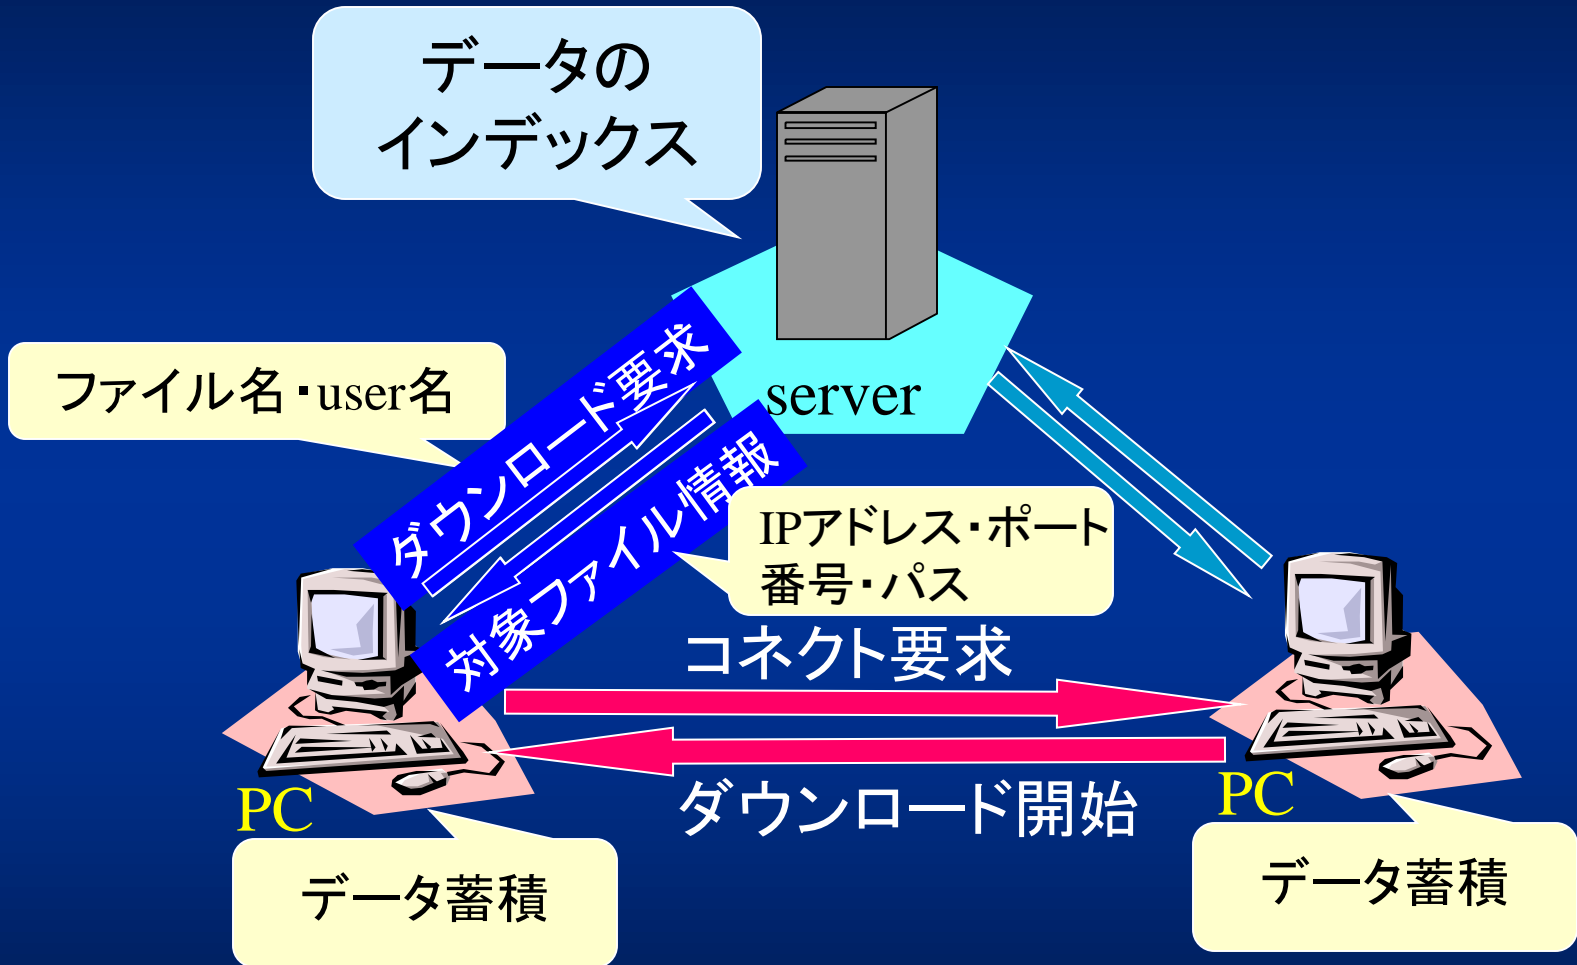 データの
インデックス
ファイル名・user名
ダウンロード要求
server
対象ファイル情報
IPアドレス・ポート
番号・パス
コネクト要求
ダウンロード開始
PC
PC
データ蓄積
データ蓄積